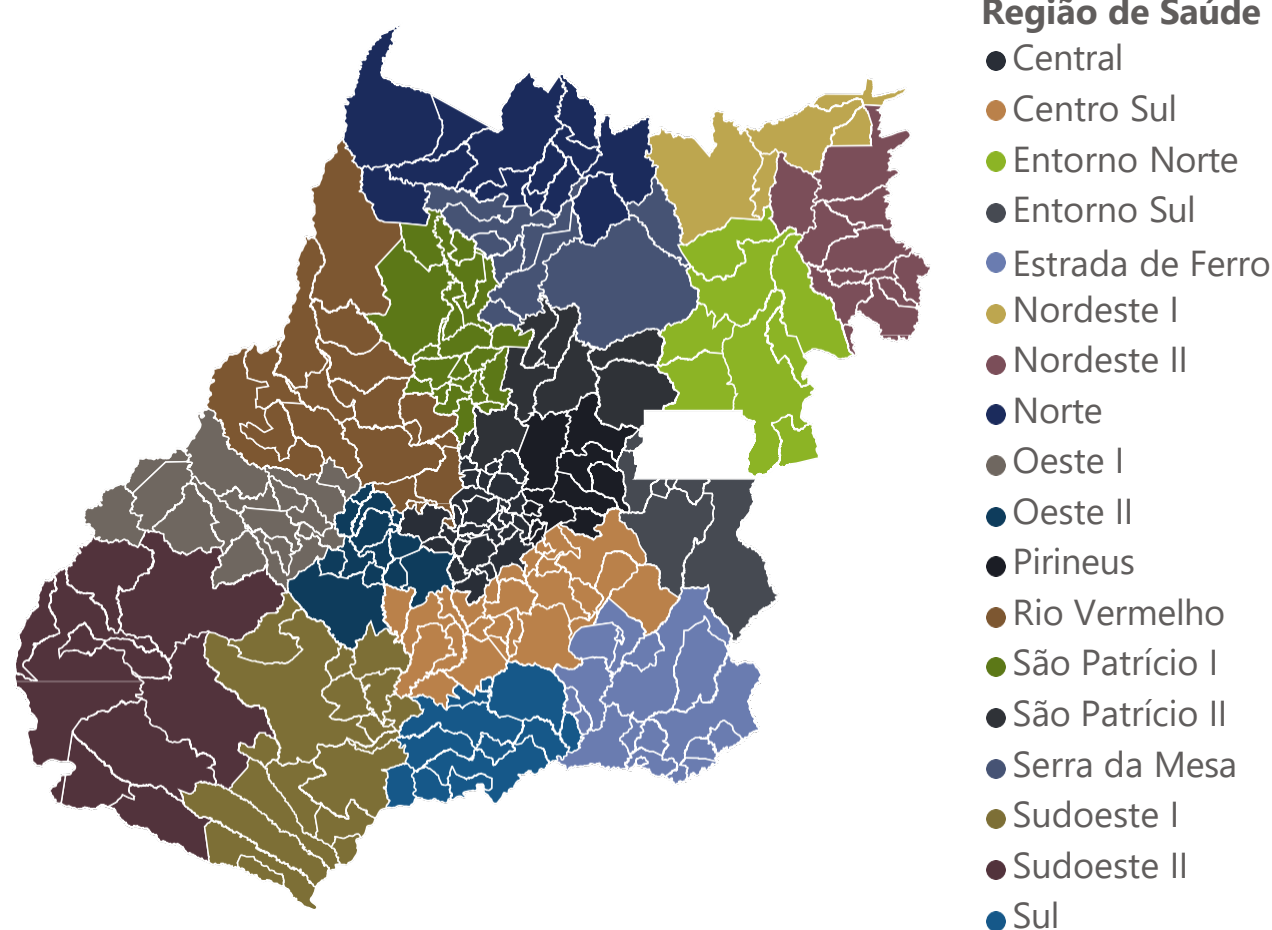 Região de Saúde
Central
Centro Sul
Entorno Norte
Entorno Sul
Estrada de Ferro
Nordeste I
Nordeste II
Norte
Oeste I
Oeste II
Pirineus
Rio Vermelho
São Patrício I
São Patrício II
Serra da Mesa
Sudoeste I
Sudoeste II
Sul